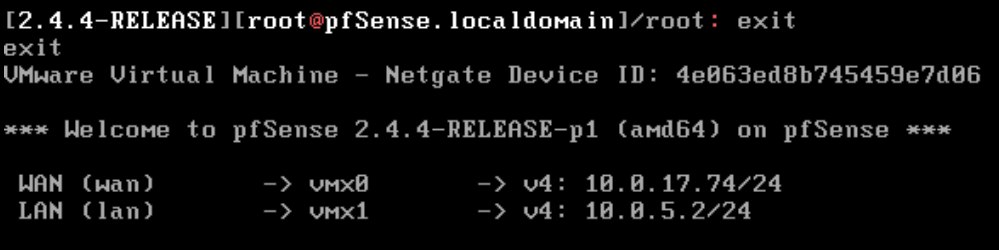 [2.4.4-RELEASE][root@pfSense.localdomain]/root: exit
exit
VMware Virtual Machine - Netgate Device ID: 4e063ed8b745459e7d06
*** Welcome to pfSense 2.4.4-RELEASE-p1 (amd64) on pfSense ***
WAN (wan) -> vmx0 -> v4: 10.0.17.74/24
LAN (lan) -> vmx1 -> v4: 10.0.5.2/24